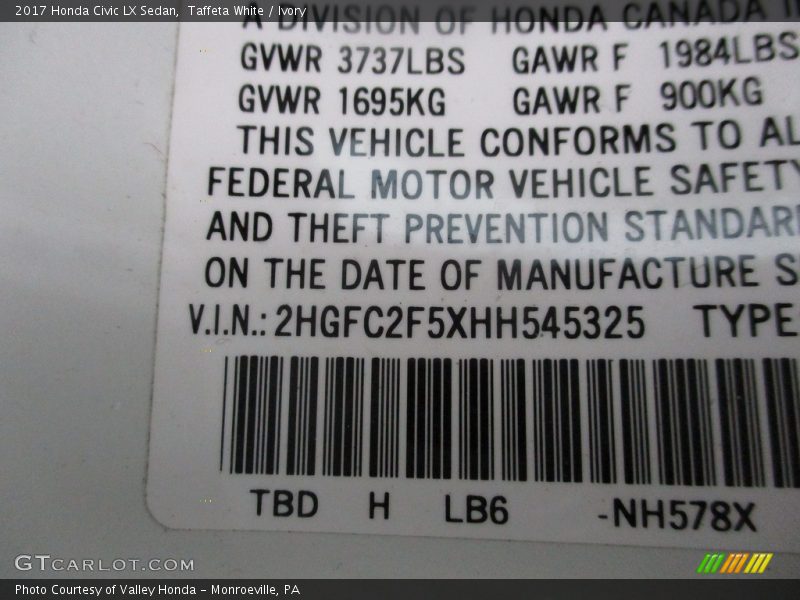 2017 Honda Civic LX Sedan,  Taffeta White / Ivory
A DIVISION OF HONDA CANADA
GVWR 3737LBS GAWR F 1984LBS
GVWR 1695KG GAWR F 900KG
THIS VEHICLE CONFORMS TO AL
FEDERAL MOTOR VEHICLE SAFETY
AND THEFT PREVENTION STANDAR
ON THE DATE OF MANUFACTURE S
V.I.N.: 2HGFC2F5XHH545325 TYPE
TBD H LB6 -NH578X
GTCARLOT.COM
Photo Courtesy of Valley Honda - Monroeville, PA